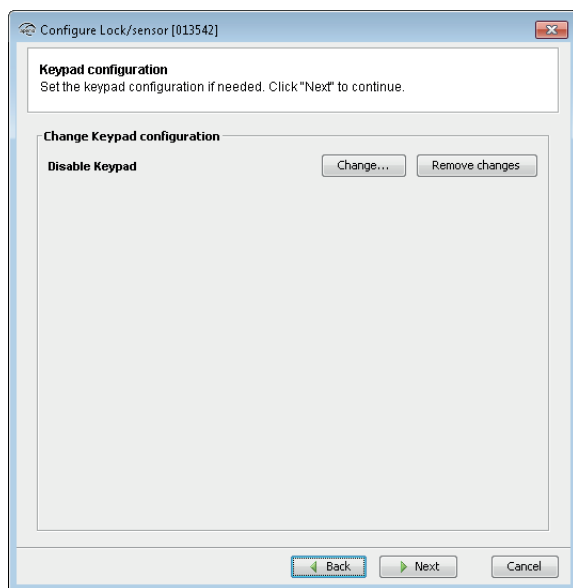 Configure Lock/sensor [013542]
Keypad configuration
Set the keypad configuration if needed. Click "Next" to continue.
Change Keypad configuration
Disable Keypad Change... Remove changes
Back Next Cancel